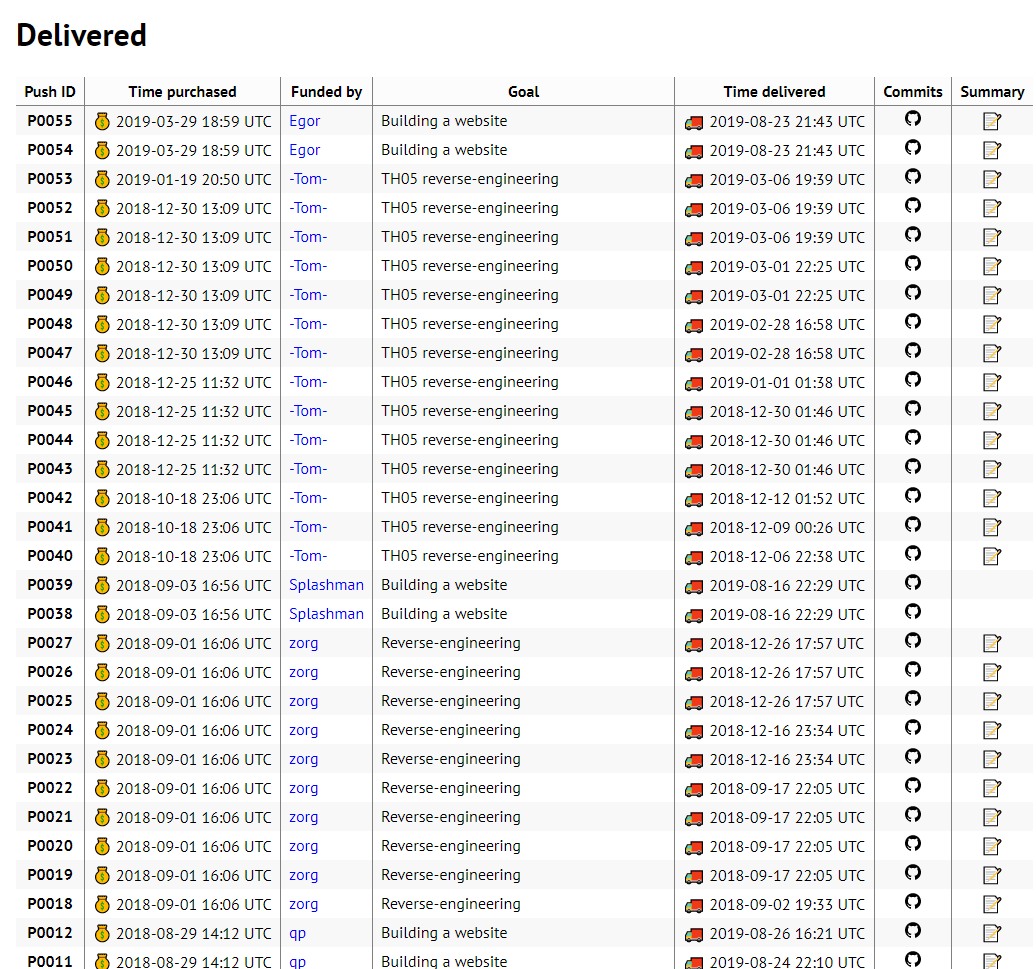 Delivered
Push ID Time purchased Funded by Goal Time delivered Commits Summary
P0055 2019-03-29 18:59 UTC Egor Building a website 2019-08-23 21:43 UTC
P0054 2019-03-29 18:59 UTC Egor Building a website 2019-08-23 21:43 UTC
P0053 2019-01-19 20:50 UTC -Tom- TH05 reverse-engineering 2019-03-06 19:39 UTC
P0052 2018-12-30 13:09 UTC -Tom- TH05 reverse-engineering 2019-03-06 19:39 UTC
P0051 2018-12-30 13:09 UTC -Tom- TH05 reverse-engineering 2019-03-06 19:39 UTC
P0050 2018-12-30 13:09 UTC -Tom- TH05 reverse-engineering 2019-03-01 22:25 UTC
P0049 2018-12-30 13:09 UTC -Tom- TH05 reverse-engineering 2019-03-01 22:25 UTC
P0048 2018-12-30 13:09 UTC -Tom- TH05 reverse-engineering 2019-02-28 16:58 UTC
P0047 2018-12-30 13:09 UTC -Tom- TH05 reverse-engineering 2019-02-28 16:58 UTC
P0046 2018-12-25 11:32 UTC -Tom- TH05 reverse-engineering 2019-01-01 01:38 UTC
P0045 2018-12-25 11:32 UTC -Tom- TH05 reverse-engineering 2018-12-30 01:46 UTC
P0044 2018-12-25 11:32 UTC -Tom- TH05 reverse-engineering 2018-12-30 01:46 UTC
P0043 2018-12-25 11:32 UTC -Tom- TH05 reverse-engineering 2018-12-30 01:46 UTC
P0042 2018-10-18 23:06 UTC -Tom- TH05 reverse-engineering 2018-12-12 01:52 UTC
P0041 2018-10-18 23:06 UTC -Tom- TH05 reverse-engineering 2018-12-09 00:26 UTC
P0040 2018-10-18 23:06 UTC -Tom- TH05 reverse-engineering 2018-12-06 22:38 UTC
P0039 2018-09-03 16:56 UTC Splashman Building a website 2019-08-16 22:29 UTC
P0038 2018-09-03 16:56 UTC Splashman Building a website 2019-08-16 22:29 UTC
P0027 2018-09-01 16:06 UTC zorg Reverse-engineering 2018-12-26 17:57 UTC
P0026 2018-09-01 16:06 UTC zorg Reverse-engineering 2018-12-26 17:57 UTC
P0025 2018-09-01 16:06 UTC zorg Reverse-engineering 2018-12-26 17:57 UTC
P0024 2018-09-01 16:06 UTC zorg Reverse-engineering 2018-12-16 23:34 UTC
P0023 2018-09-01 16:06 UTC zorg Reverse-engineering 2018-12-16 23:34 UTC
P0022 2018-09-01 16:06 UTC zorg Reverse-engineering 2018-09-17 22:05 UTC
P0021 2018-09-01 16:06 UTC zorg Reverse-engineering 2018-09-17 22:05 UTC
P0020 2018-09-01 16:06 UTC zorg Reverse-engineering 2018-09-17 22:05 UTC
P0019 2018-09-01 16:06 UTC zorg Reverse-engineering 2018-09-17 22:05 UTC
P0018 2018-09-01 16:06 UTC zorg Reverse-engineering 2018-09-02 19:33 UTC
P0012 2018-08-29 14:12 UTC qp Building a website 2019-08-26 16:21 UTC
P0011 2018-08-29 14:12 UTC qp Building a website 2019-08-24 22:10 UTC